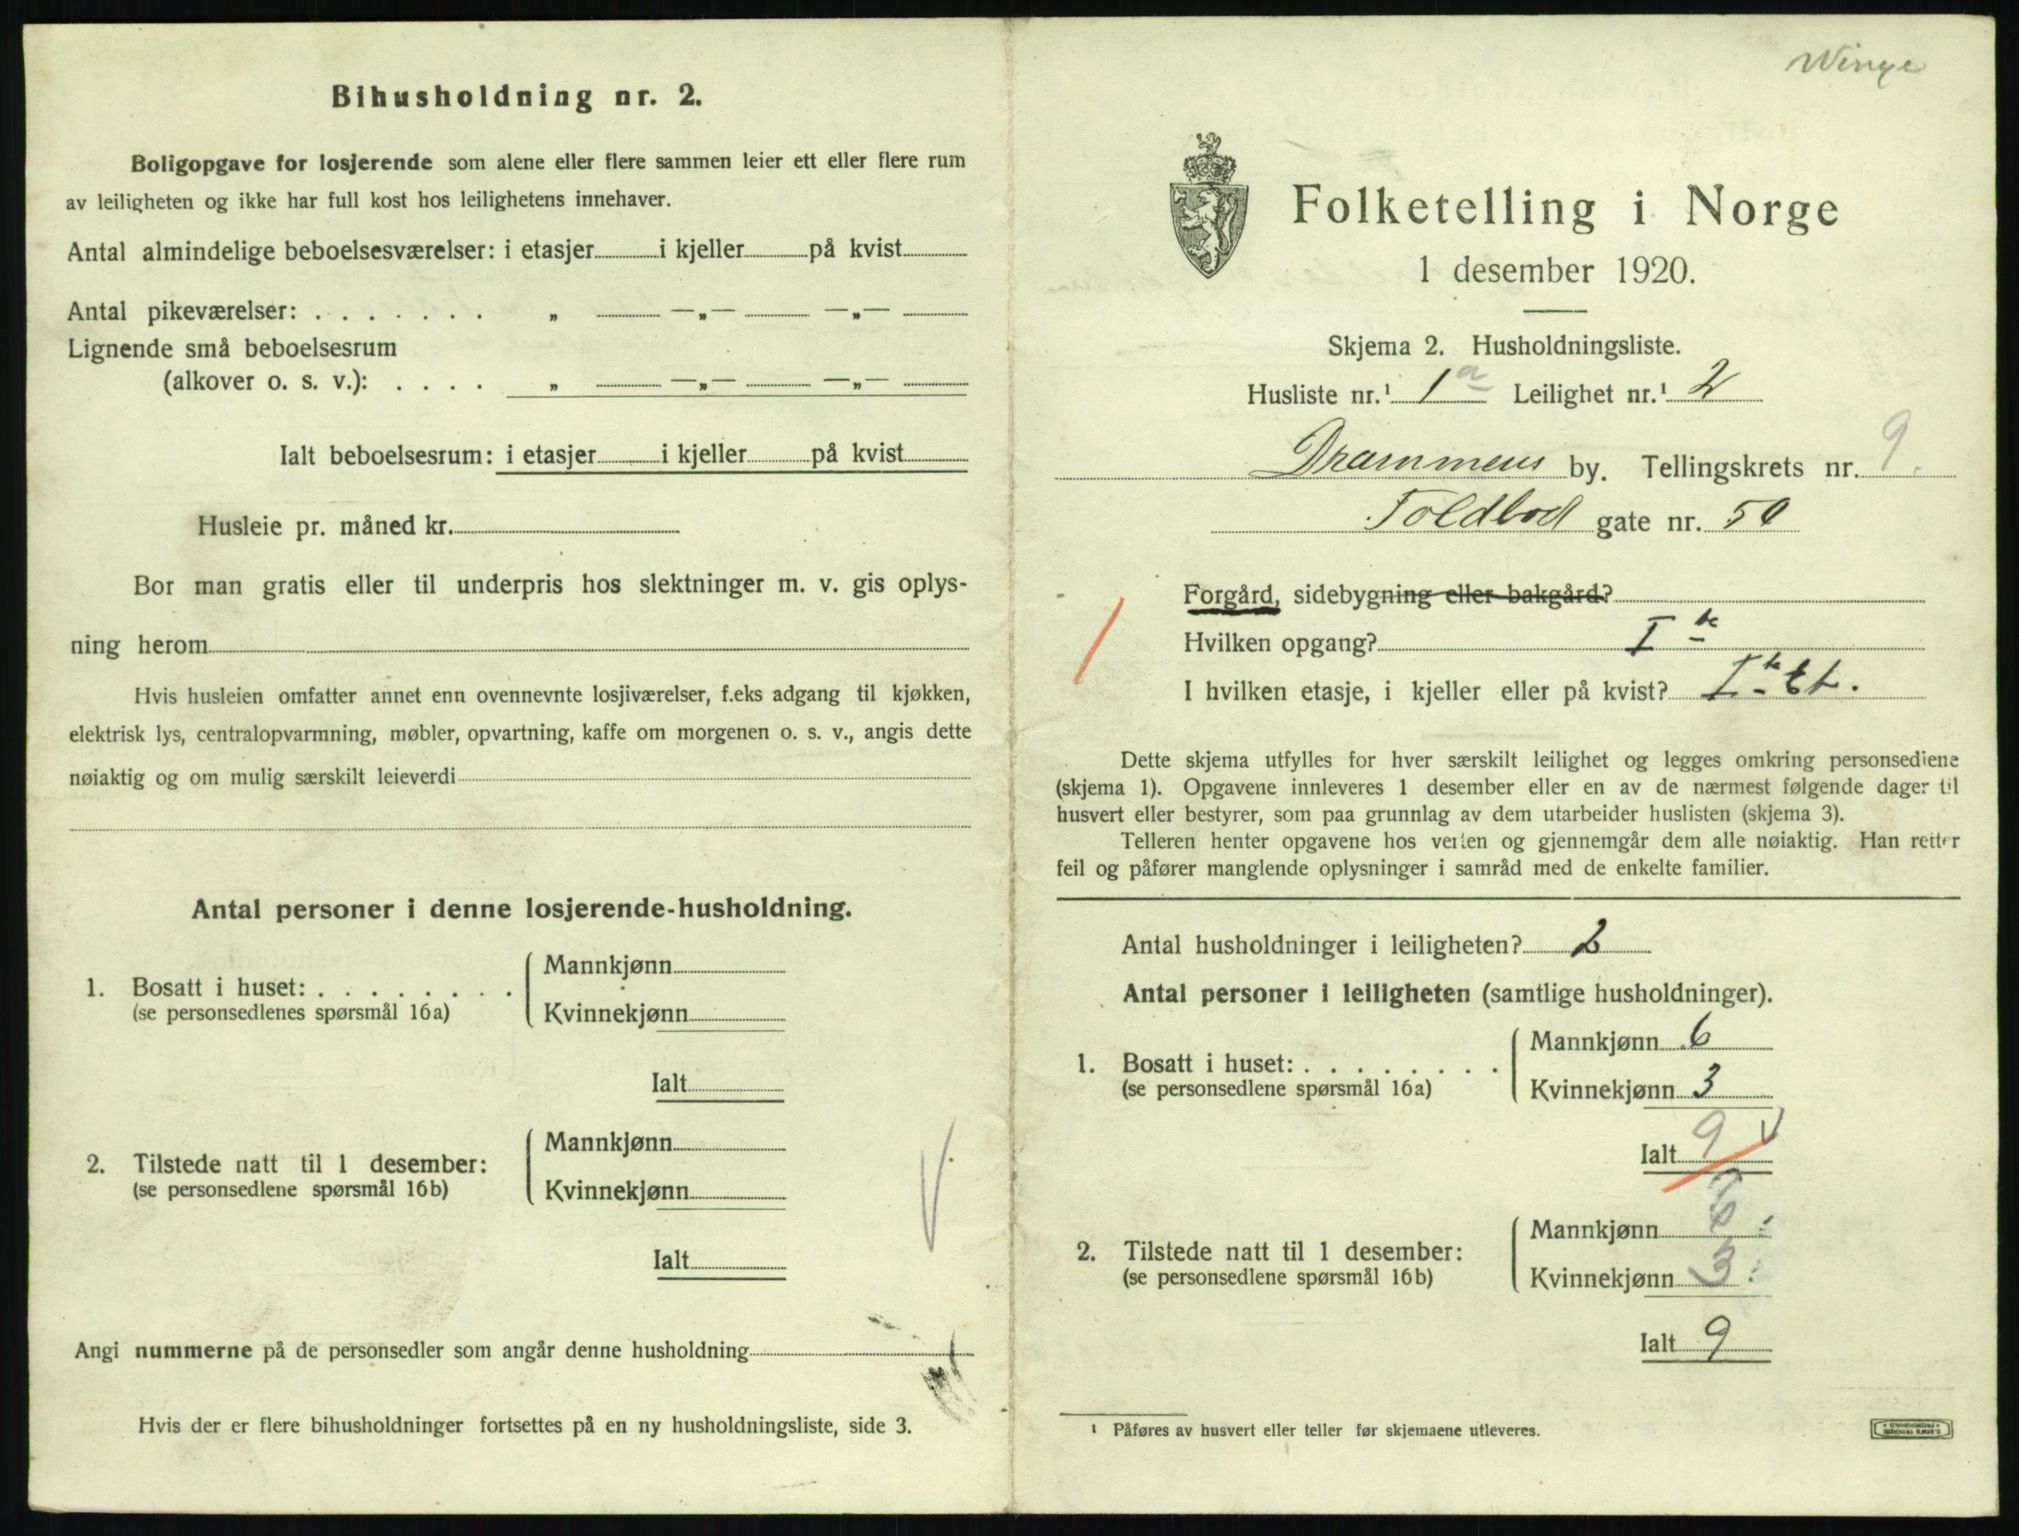 Bihusholdning nr. 2.
Boligopgave for losjerende som alene eller flere sammen leier ett eller flere rum
av leiligheten og ikke har full kost hos leilighetens innehaver.
Antal almindelige beboelsesværelser: i etasjer i kjeller på kvist
Antal pikeværelser: . . . . . . . „ —„— —„—
Lignende små beboelsesrum
(alkover o. s. v.): . . . . „ —„— —„—
Ialt beboelsesrum: i etasjer i kjeller på kvist
Husleie pr. måned kr.
Bor man gratis eller til underpris hos slektninger m. v. gis oplys-
ning herom
Hvis husleien omfatter annet enn ovennevnte losjiværelser, f.eks adgang til kjøkken,
elektrisk lys, centralopvarmning, møbler, opvartning, kaffe om morgenen o. s. v., angis dette
nøiaktig og om mulig særskilt leieverdi
Antal personer i denne losjerende-husholdning.
1. Bosatt i huset: . . . . . . . .
(se personsedlenes spørsmål 16a)
Mannkjønn
Kvinnekjønn
Ialt
2. Tilstede natt til 1 desember:
(se personsedlene spørsmål 16b)
Mannkjønn
Kvinnekjønn
Ialt
Angi nummerne på de personsedler som angår denne husholdning
Hvis der er flere bihusholdninger fortsettes på en ny husholdningsliste, side 3.
Winge
Folketelling i Norge
1 desember 1920.
Skjema 2. Husholdningsliste.
Husliste nr.¹ 1a Leilighet nr.¹ 2
Drammens by. Tellingskrets nr. 9.
Toldbod gate nr. 50
Forgård, sidebygning eller bakgård?
Hvilken opgang? I te
I hvilken etasje, i kjeller eller på kvist? I te Et.
Dette skjema utfylles for hver særskilt leilighet og legges omkring personsediene
(skjema 1). Opgavene innleveres 1 desember eller en av de nærmest følgende dager til
husvert eller bestyrer, som paa grunnlag av dem utarbeider huslisten (skjema 3).
Telleren henter opgavene hos verten og gjennemgår dem alle nøiaktig. Han retter
feil og påfører manglende oplysninger i samråd med de enkelte familier.
Antal husholdninger i leiligheten? 2
Antal personer i leiligheten (samtlige husholdninger).
1. Bosatt i huset: . . . . . . . .
(se personsedlene spørsmål 16a)
Mannkjønn 6
Kvinnekjønn 3
Ialt 9
2. Tilstede natt til 1 desember:
(se personsedlene spørsmål 16b)
Mannkjønn 6
Kvinnekjønn 3
Ialt 9
¹ Påføres av husvert eller teller før skjemaene utleveres.